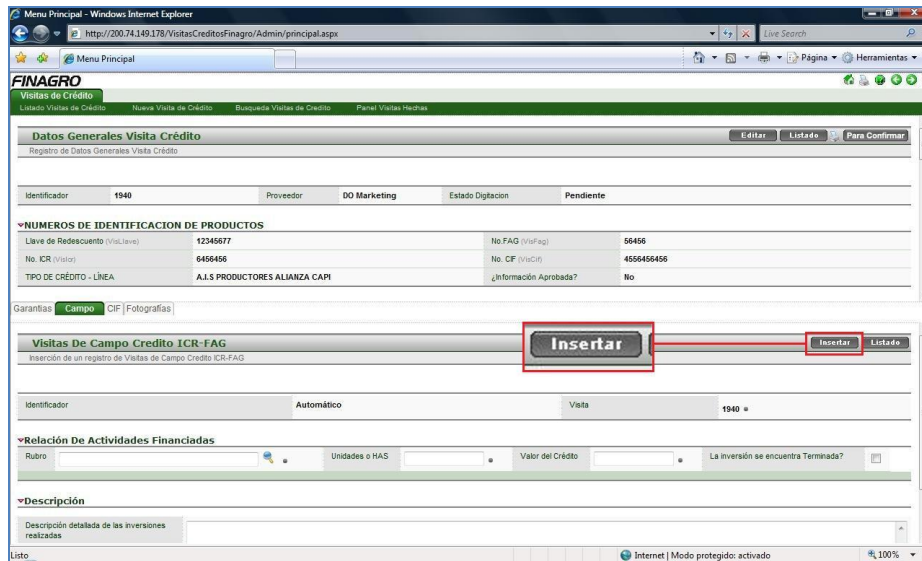 Menu Principal - Windows Internet Explorer
http://200.74.149.178/VisitasCreditosFinagro/Admin/principal.aspx
Live Search
Menu Principal
Página
Herramientas
FINAGRO
Visitas de Crédito
Listado Visitas de Crédito Nueva Visita de Crédito Busqueda Visitas de Credito Panel Visitas Hechas
Datos Generales Visita Crédito
Editar Listado Para Confirmar
Registro de Datos Generales Visita Crédito
Identificador 1940 Proveedor DO Marketing Estado Digitacion Pendiente
NUMEROS DE IDENTIFICACION DE PRODUCTOS
Llave de Redescuento (VisLlave) 12345677 No.FAG (VisFag) 56456
No. ICR (VisIcr) 6456456 No. CIF (VisCif) 4556456456
TIPO DE CRÉDITO - LÍNEA A.I.S PRODUCTORES ALIANZA CAPI ¿Información Aprobada? No
Garantias Campo CIF Fotografías
Visitas De Campo Credito ICR-FAG
Insertar
Insertar Listado
Inserción de un registro de Visitas de Campo Credito ICR-FAG
Identificador Automático Visita 1940
Relación De Actividades Financiadas
Rubro Unidades o HAS Valor del Crédito La inversión se encuentra Terminada?
Descripción
Descripción detallada de las inversiones
realizadas
Listo Internet | Modo protegido: activado 100%